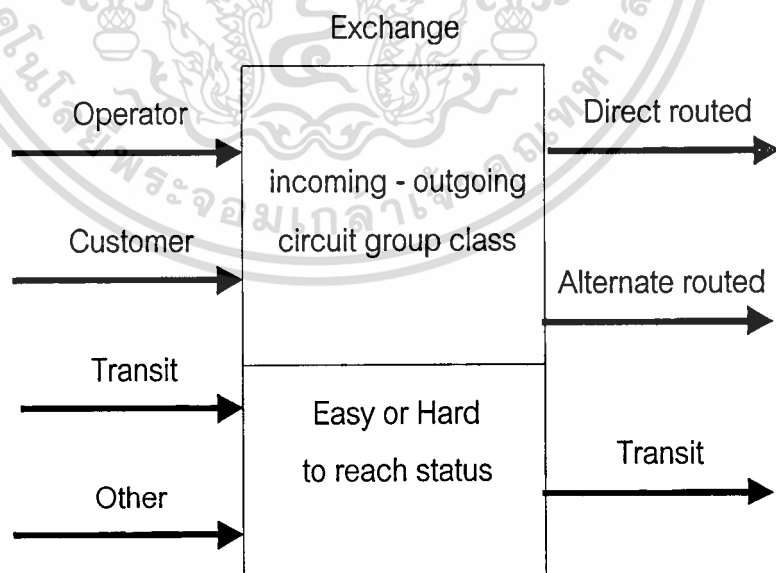 Exchange
Operator
Customer
Transit
Other
incoming - outgoing
circuit group class
Easy or Hard
to reach status
Direct routed
Alternate routed
Transit